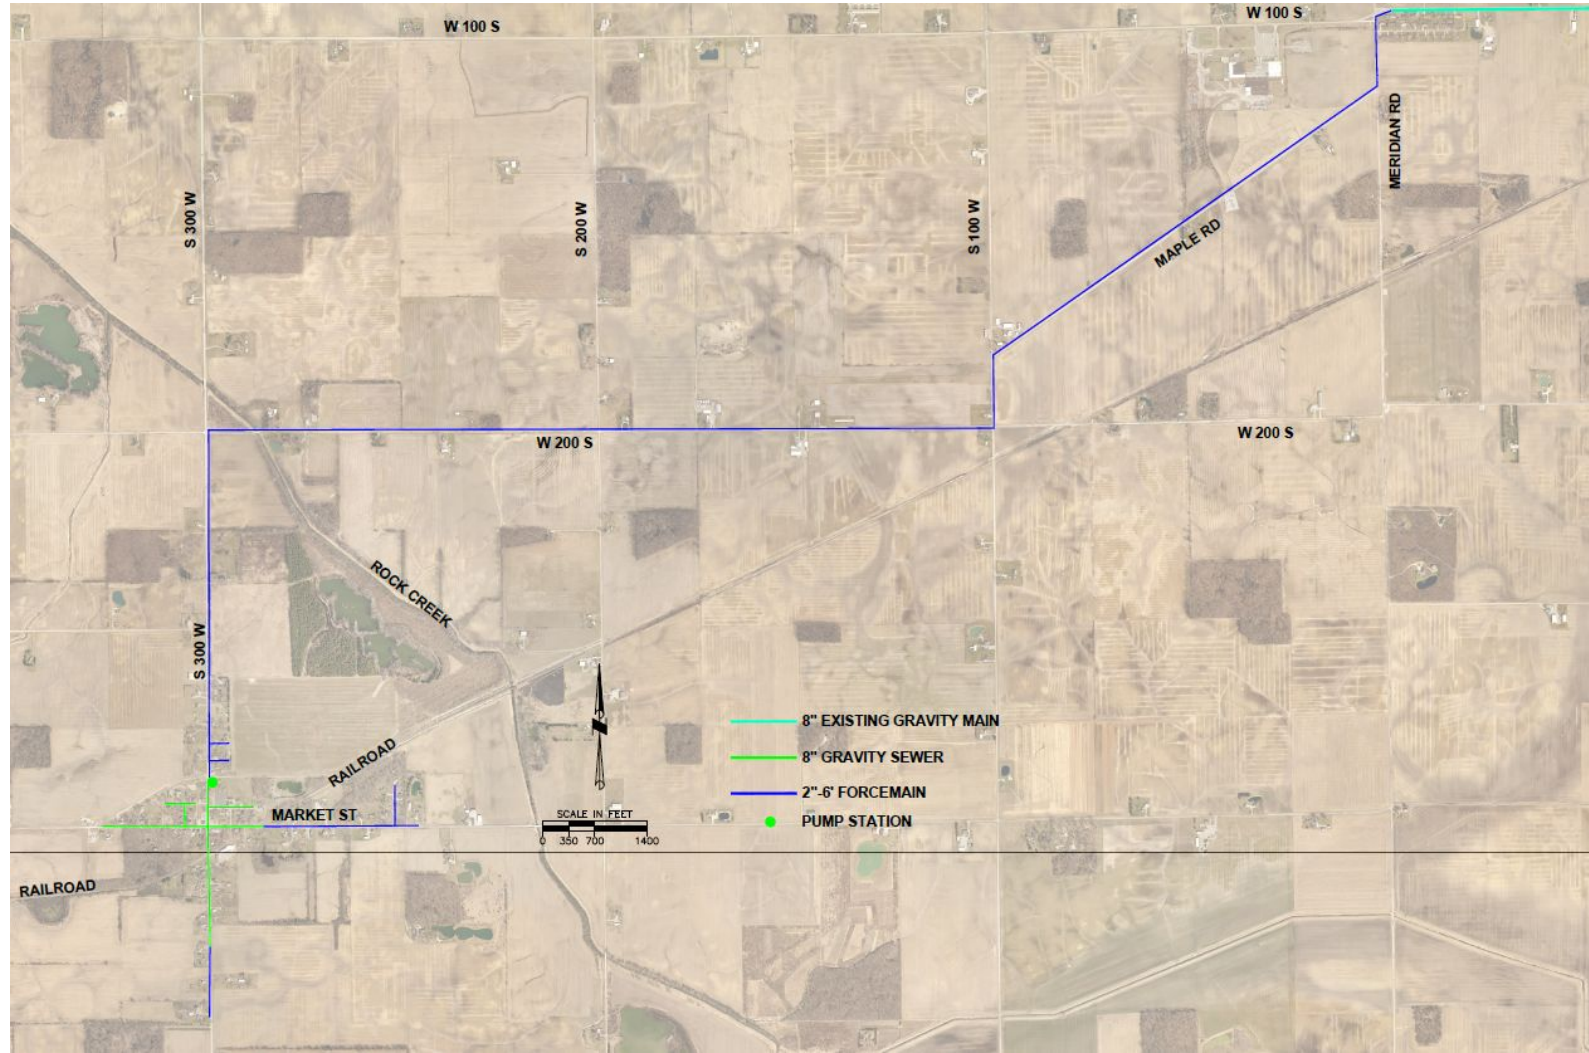 W 100 S
W 100 S
MERIDIAN RD
S 300 W
S 200 W
S 100 W
MAPLE RD
W 200 S
W 200 S
ROCK CREEK
S 300 W
8" EXISTING GRAVITY MAIN
RAILROAD
8" GRAVITY SEWER
2"-6' FORCEMAIN
MARKET ST
SCALE IN FEET
PUMP STATION
0 350 700 1400
RAILROAD